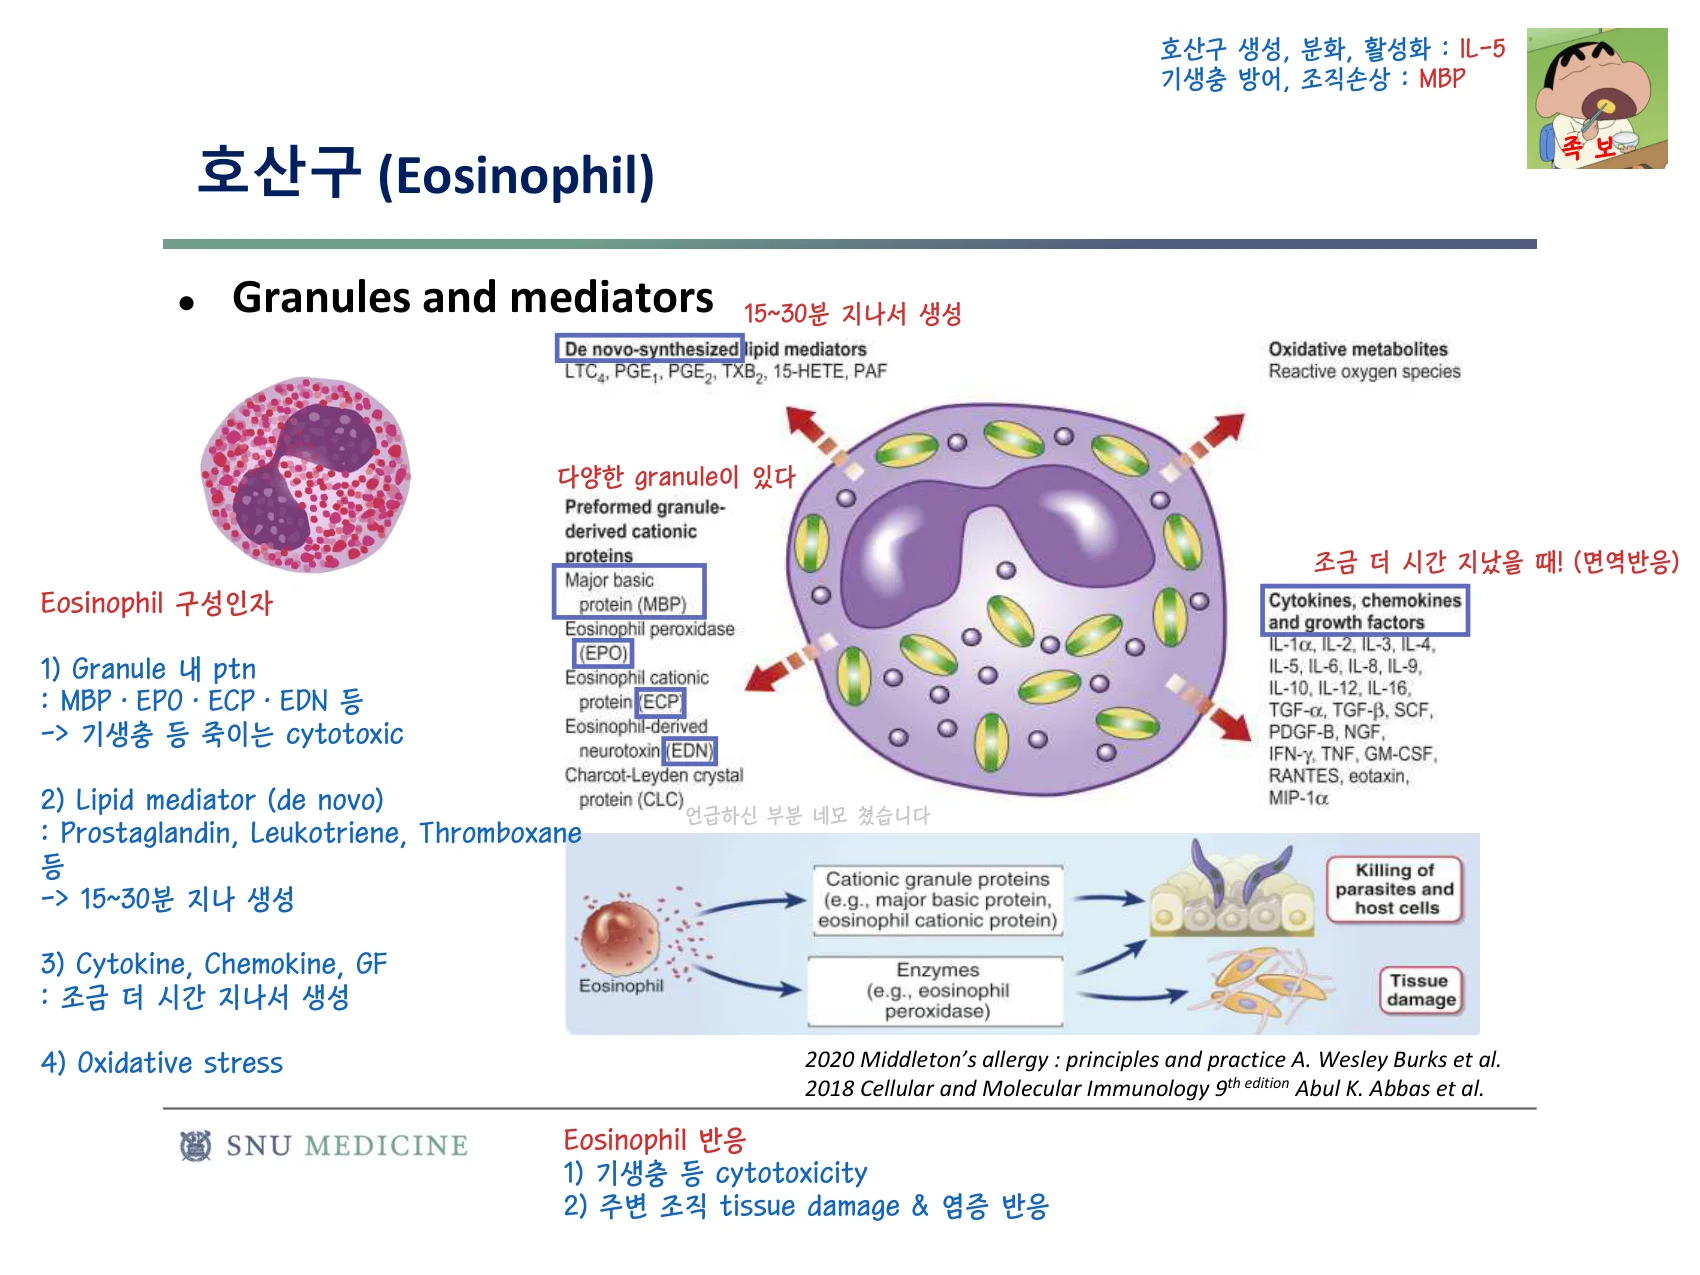 호산구 생성, 분화, 활성화 : IL-5
기생충 방어, 조직손상 : MBP
족 보
호산구 (Eosinophil)
• Granules and mediators
15~30분 지나서 생성
De novo-synthesized lipid mediators
LTC4, PGE1, PGE2, TXB2, 15-HETE, PAF
Oxidative metabolites
Reactive oxygen species
다양한 granule이 있다
Preformed granule-
derived cationic
proteins
Major basic
protein (MBP)
Eosinophil peroxidase
(EPO)
Eosinophil cationic
protein (ECP)
Eosinophil-derived
neurotoxin (EDN)
Charcot-Leyden crystal
protein (CLC)
언급하신 부분 네모 쳤습니다
조금 더 시간 지났을 때! (면역반응)
Cytokines, chemokines
and growth factors
IL-1α, IL-2, IL-3, IL-4,
IL-5, IL-6, IL-8, IL-9,
IL-10, IL-12, IL-16,
TGF-α, TGF-β, SCF,
PDGF-B, NGF,
IFN-γ, TNF, GM-CSF,
RANTES, eotaxin,
MIP-1α
Eosinophil 구성인자
1) Granule 내 ptn
: MBP · EPO · ECP · EDN 등
-> 기생충 등 죽이는 cytotoxic
2) Lipid mediator (de novo)
: Prostaglandin, Leukotriene, Thromboxane
등
-> 15~30분 지나 생성
3) Cytokine, Chemokine, GF
: 조금 더 시간 지나서 생성
4) Oxidative stress
Eosinophil
Cationic granule proteins
(e.g., major basic protein,
eosinophil cationic protein)
Enzymes
(e.g., eosinophil
peroxidase)
Killing of
parasites and
host cells
Tissue
damage
2020 Middleton's allergy : principles and practice A. Wesley Burks et al.
2018 Cellular and Molecular Immunology 9th edition Abul K. Abbas et al.
SNU MEDICINE
Eosinophil 반응
1) 기생충 등 cytotoxicity
2) 주변 조직 tissue damage & 염증 반응